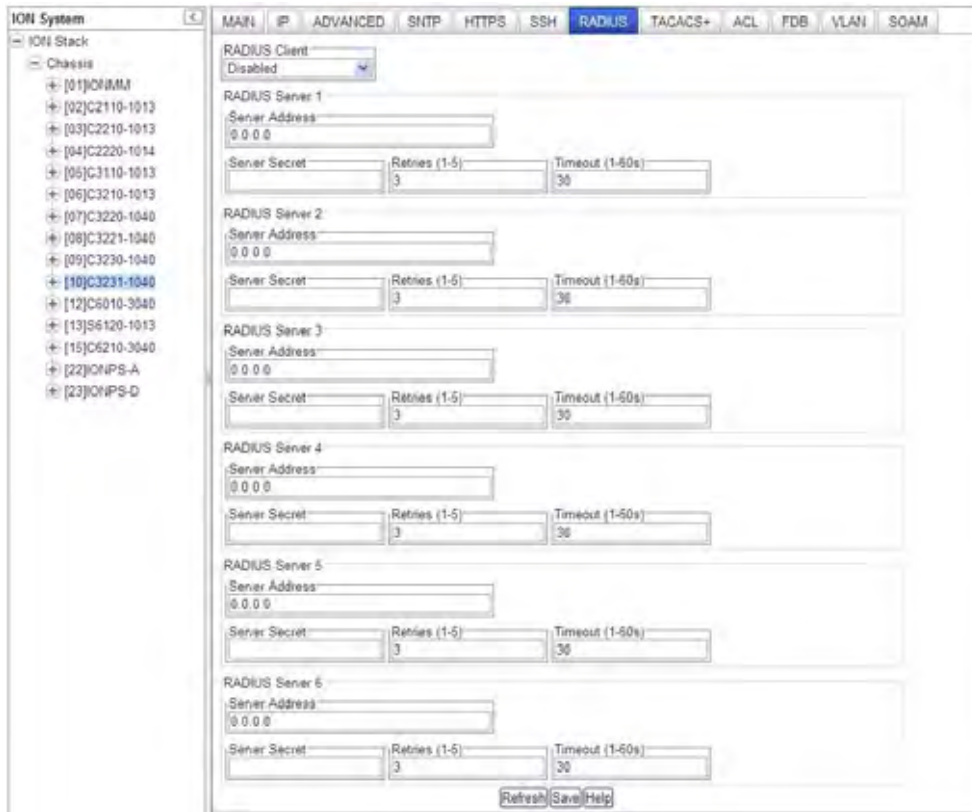 ION System
ION Stack
Chassis
[01]IONMM
[02]C2110-1013
[03]C2210-1013
[04]C2220-1014
[05]C3110-1013
[06]C3210-1013
[07]C3220-1040
[08]C3221-1040
[09]C3230-1040
[10]C3231-1040
[12]C6010-3040
[13]S6120-1013
[15]C6210-3040
[22]IONPS-A
[23]IONPS-D
MAIN IP ADVANCED SNTP HTTPS SSH RADIUS TACACS+ ACL FDB VLAN SOAM
RADIUS Client
Disabled
RADIUS Server 1
Server Address
0.0.0.0
Server Secret Retries (1-5) Timeout (1-60s)
3 30
RADIUS Server 2
Server Address
0.0.0.0
Server Secret Retries (1-5) Timeout (1-60s)
3 30
RADIUS Server 3
Server Address
0.0.0.0
Server Secret Retries (1-5) Timeout (1-60s)
3 30
RADIUS Server 4
Server Address
0.0.0.0
Server Secret Retries (1-5) Timeout (1-60s)
3 30
RADIUS Server 5
Server Address
0.0.0.0
Server Secret Retries (1-5) Timeout (1-60s)
3 30
RADIUS Server 6
Server Address
0.0.0.0
Server Secret Retries (1-5) Timeout (1-60s)
3 30
Refresh Save Help